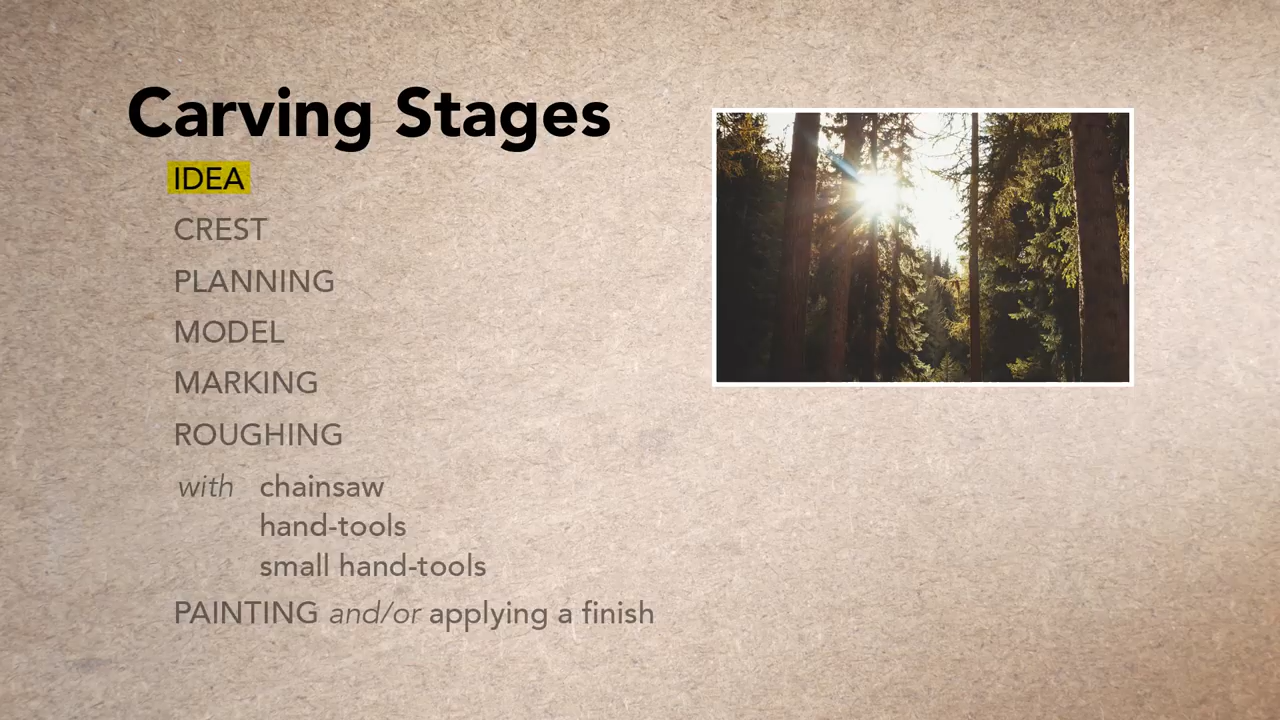 Carving Stages
IDEA
CREST
PLANNING
MODEL
MARKING
ROUGHING
with chainsaw
hand-tools
small hand-tools
PAINTING and/or applying a finish